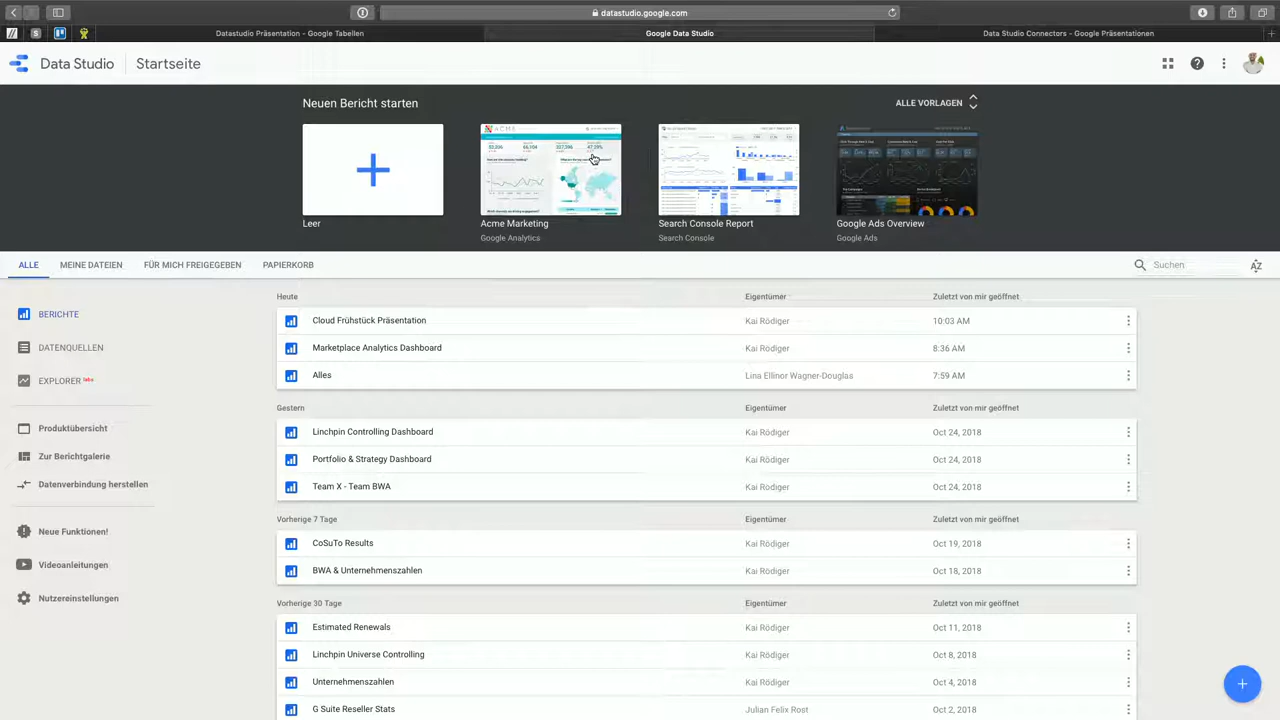 datastudio.google.com
Datastudio Präsentation - Google Tabellen
Google Data Studio
Data Studio Connectors - Google Präsentationen
Data Studio
Startseite
Neuen Bericht starten
ALLE VORLAGEN
Leer
Acme Marketing
Google Analytics
Search Console Report
Search Console
Google Ads Overview
Google Ads
ALLE
MEINE DATEIEN
FÜR MICH FREIGEGEBEN
PAPIERKORB
Suchen
BERICHTE
DATENQUELLEN
EXPLORER
Produktübersicht
Zur Berichtgalerie
Datenverbindung herstellen
Neue Funktionen!
Videoanleitungen
Nutzereinstellungen
Heute Eigentümer Zuletzt von mir geöffnet
Cloud Frühstück Präsentation Kai Rödiger 10:03 AM
Marketplace Analytics Dashboard Kai Rödiger 8:36 AM
Alles Lina Ellinor Wagner-Douglas 7:59 AM
Gestern Eigentümer Zuletzt von mir geöffnet
Linchpin Controlling Dashboard Kai Rödiger Oct 24, 2018
Portfolio & Strategy Dashboard Kai Rödiger Oct 24, 2018
Team X - Team BWA Kai Rödiger Oct 24, 2018
Vorherige 7 Tage Eigentümer Zuletzt von mir geöffnet
CoSuTo Results Kai Rödiger Oct 19, 2018
BWA & Unternehmenszahlen Kai Rödiger Oct 18, 2018
Vorherige 30 Tage Eigentümer Zuletzt von mir geöffnet
Estimated Renewals Kai Rödiger Oct 11, 2018
Linchpin Universe Controlling Kai Rödiger Oct 8, 2018
Unternehmenszahlen Kai Rödiger Oct 4, 2018
G Suite Reseller Stats Julian Felix Rost Oct 2, 2018